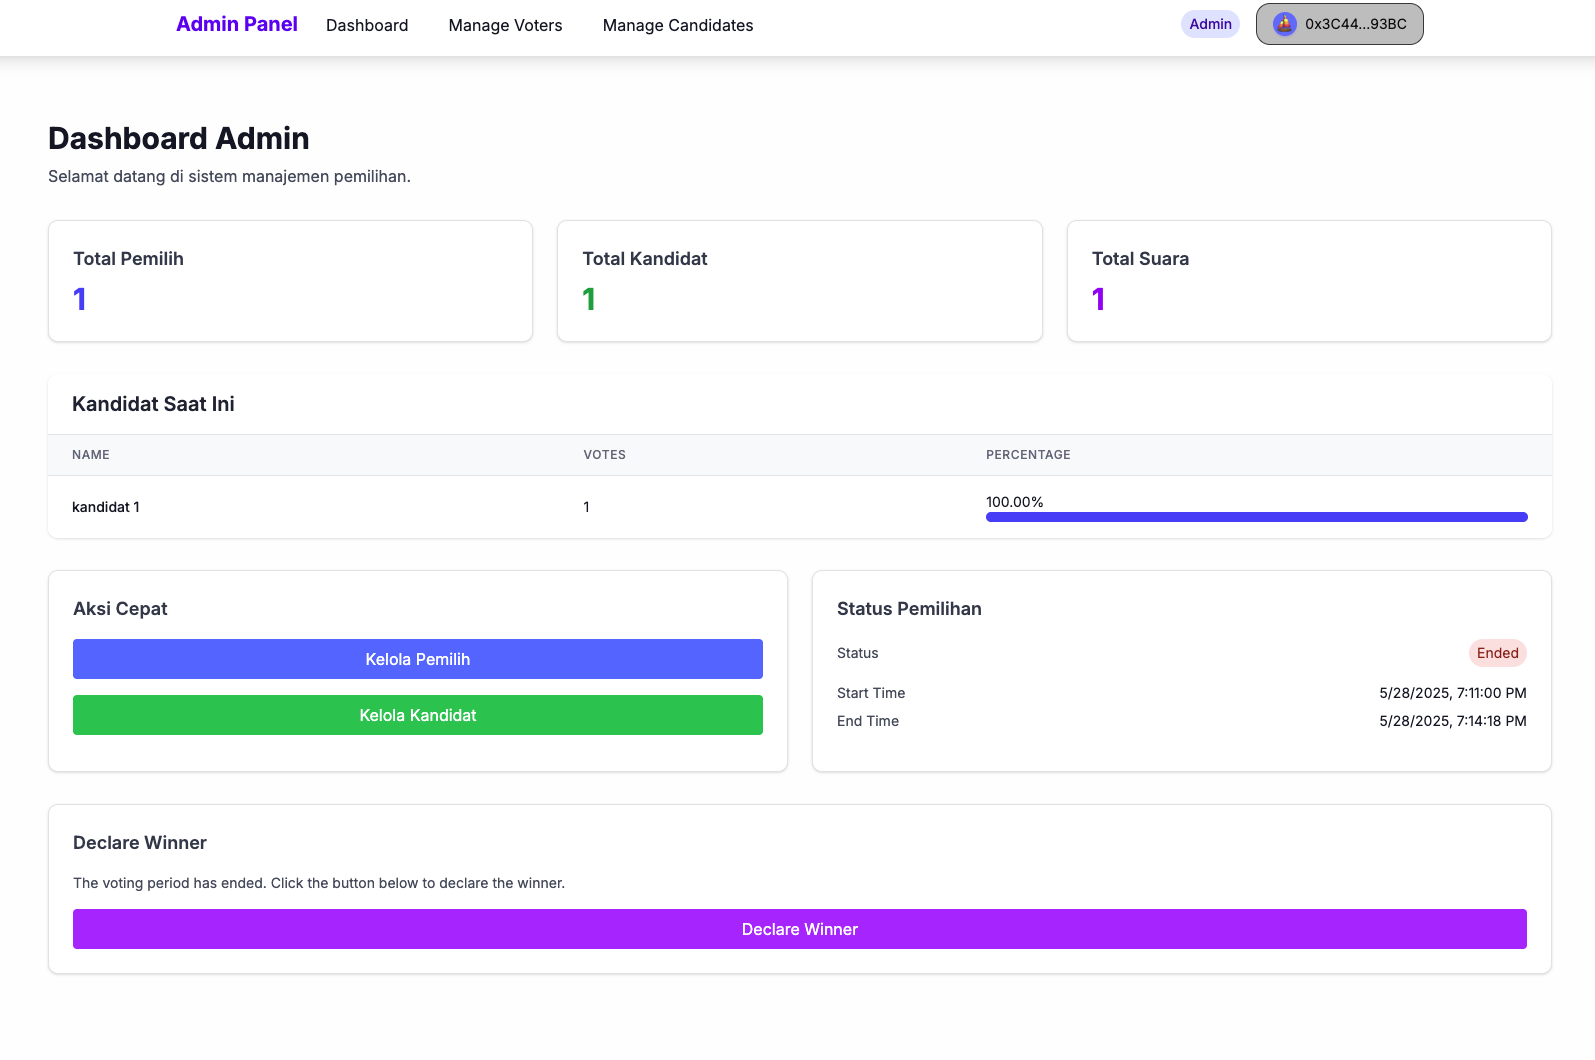 Admin Panel Dashboard Manage Voters Manage Candidates Admin 0x3C44...93BC
Dashboard Admin
Selamat datang di sistem manajemen pemilihan.
Total Pemilih
1
Total Kandidat
1
Total Suara
1
Kandidat Saat Ini
NAME VOTES PERCENTAGE
kandidat 1 1 100.00%
Aksi Cepat
Kelola Pemilih
Kelola Kandidat
Status Pemilihan
Status Ended
Start Time 5/28/2025, 7:11:00 PM
End Time 5/28/2025, 7:14:18 PM
Declare Winner
The voting period has ended. Click the button below to declare the winner.
Declare Winner